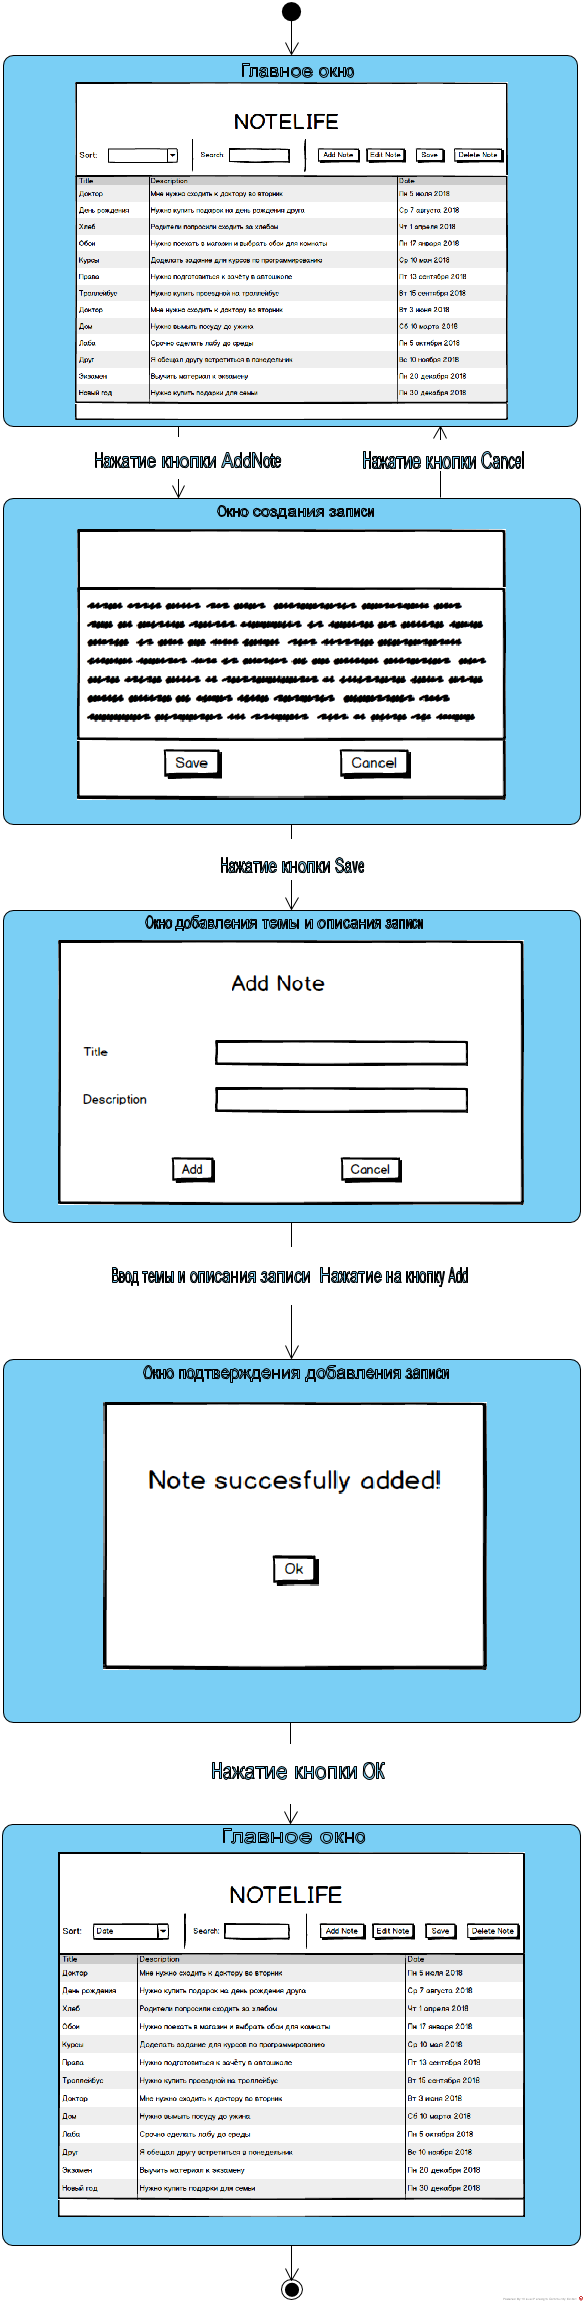 Главное окно
NOTELIFE
Sort: Search Add Note Edit Note Save Delete Note
Title Description Date
Доктор Мне нужно сходить к доктору во вторник Пн 5 июля 2018
День рождения Нужно купить подарок на день рождения друга Ср 7 августа 2018
Хлеб Родители попросили сходить за хлебом Чт 1 апреля 2018
Обои Нужно поехать в магазин и выбрать обои для комнаты Пн 17 января 2018
Курсы Доделать задание для курсов по программированию Ср 10 мая 2018
Права Нужно подготовиться к зачёту в автошколе Пт 13 сентября 2018
Троллейбус Нужно купить проездной на троллейбус Вт 15 сентября 2018
Доктор Мне нужно сходить к доктору во вторник Вт 3 июня 2018
Дом Нужно вымыть посуду до ужина Сб 10 марта 2018
Лаба Срочно сделать лабу до среды Пн 5 октября 2018
Друг Я обещал другу встретиться в понедельник Вс 10 ноября 2018
Экзамен Выучить материал к экзамену Пн 20 декабря 2018
Новый год Нужно купить подарки для семьи Пн 30 декабря 2018
Нажатие кнопки AddNote Нажатие кнопки Cancel
Окно создания записи
Save Cancel
Нажатие кнопки Save
Окно добавления темы и описания записи
Add Note
Title
Description
Add Cancel
Ввод темы и описания записи Нажатие на кнопку Add
Окно подтверждения добавления записи
Note succesfully added!
Ok
Нажатие кнопки ОК
Главное окно
NOTELIFE
Sort: Date Search: Add Note Edit Note Save Delete Note
Title Description Date
Доктор Мне нужно сходить к доктору во вторник Пн 5 июля 2018
День рождения Нужно купить подарок на день рождения друга Ср 7 августа 2018
Хлеб Родители попросили сходить за хлебом Чт 1 апреля 2018
Обои Нужно поехать в магазин и выбрать обои для комнаты Пн 17 января 2018
Курсы Доделать задание для курсов по программированию Ср 10 мая 2018
Права Нужно подготовиться к зачёту в автошколе Пт 13 сентября 2018
Троллейбус Нужно купить проездной на троллейбус Вт 15 сентября 2018
Доктор Мне нужно сходить к доктору во вторник Вт 3 июня 2018
Дом Нужно вымыть посуду до ужина Сб 10 марта 2018
Лаба Срочно сделать лабу до среды Пн 5 октября 2018
Друг Я обещал другу встретиться в понедельник Вс 10 ноября 2018
Экзамен Выучить материал к экзамену Пн 20 декабря 2018
Новый год Нужно купить подарки для семьи Пн 30 декабря 2018